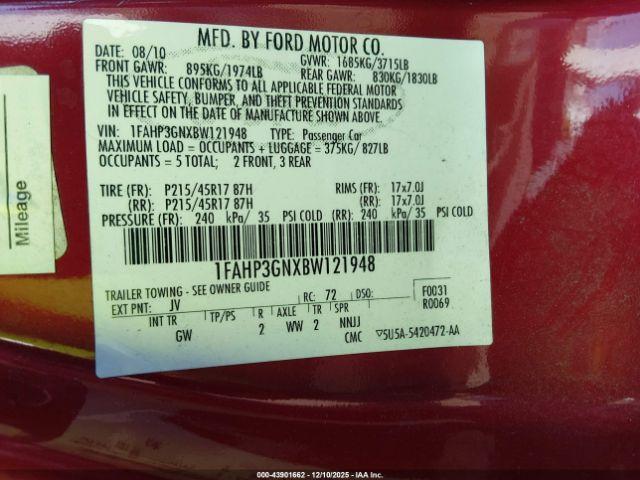 MFD. BY FORD MOTOR CO.
DATE: 08/10 GVWR: 1685KG/3715LB
FRONT GAWR: 895KG/1974LB REAR GAWR: 830KG/1830LB
THIS VEHICLE CONFORMS TO ALL APPLICABLE FEDERAL MOTOR
VEHICLE SAFETY, BUMPER, AND THEFT PREVENTION STANDARDS
IN EFFECT ON THE DATE OF MANUFACTURE SHOWN ABOVE.
VIN: 1FAHP3GNXBW121948 TYPE: Passenger Car
MAXIMUM LOAD = OCCUPANTS + LUGGAGE = 375KG/827LB
OCCUPANTS = 5 TOTAL; 2 FRONT, 3 REAR
TIRE (FR): P215/45R17 87H RIMS (FR): 17x7.0J
(RR): P215/45R17 87H (RR): 17x7.0J
PRESSURE (FR): 240 kPa/ 35 PSI COLD (RR): 240 kPa/ 35 PSI COLD
1FAHP3GNXBW121948
TRAILER TOWING - SEE OWNER GUIDE F0031
EXT PNT: JV RC: 72 DSO: R0069
INT TR TP/PS R AXLE TR SPR
GW 2 WW 2 NNJJ
CMC ▽5U5A-5420472-AA
Mileage
000-43901662 - 12/10/2025 - IAAI.COM